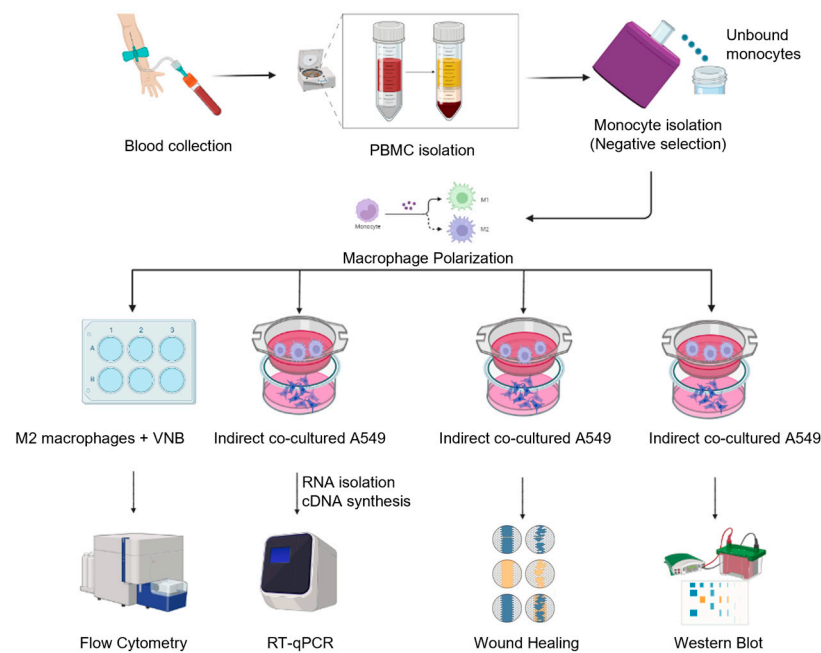 Unbound
monocytes
Blood collection
PBMC isolation
Monocyte isolation
(Negative selection)
Monocyte
M1
M2
Macrophage Polarization
1 2 3
A
B
M2 macrophages + VNB
Indirect co-cultured A549
Indirect co-cultured A549
Indirect co-cultured A549
RNA isolation
cDNA synthesis
Flow Cytometry
RT-qPCR
Wound Healing
Western Blot